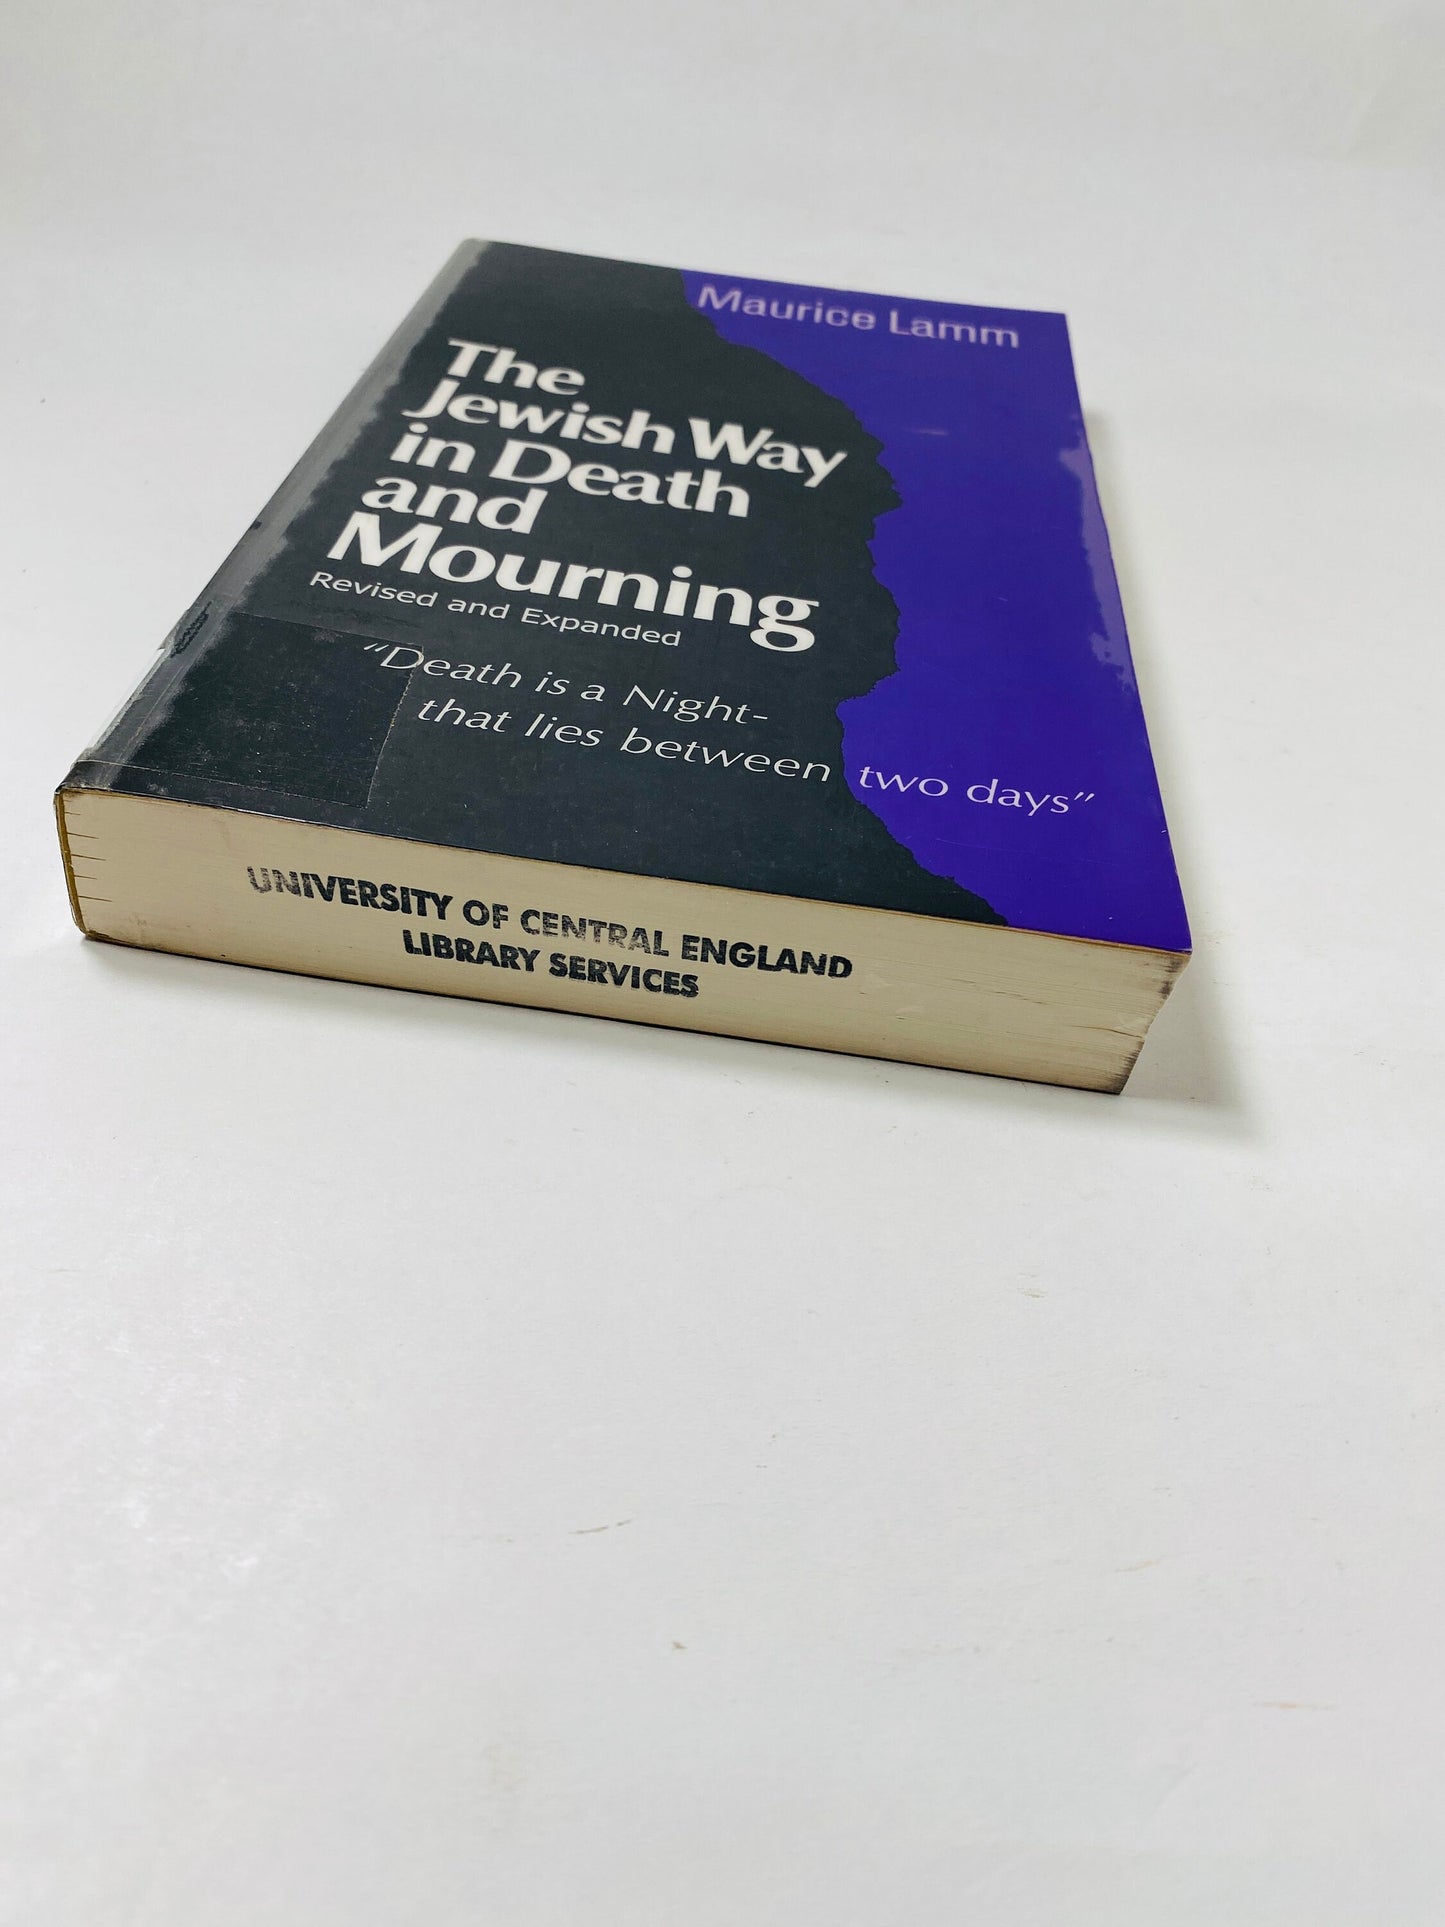 Maurice Lamm
The
Jewish Way
in Death
and
Mourning
Revised and Expanded
"Death is a Night-
that lies between two days"
UNIVERSITY OF CENTRAL ENGLAND
LIBRARY SERVICES